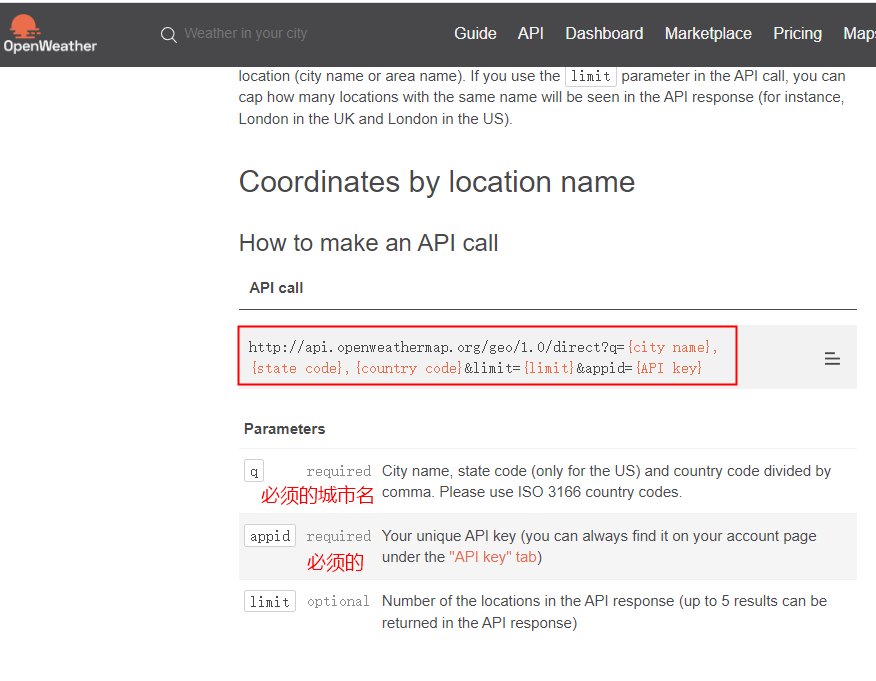 OpenWeather
Weather in your city
Guide API Dashboard Marketplace Pricing Maps
location (city name or area name). If you use the limit parameter in the API call, you can
cap how many locations with the same name will be seen in the API response (for instance,
London in the UK and London in the US).
Coordinates by location name
How to make an API call
API call
http://api.openweathermap.org/geo/1.0/direct?q={city name},
{state code},{country code}&limit={limit}&appid={API key}
Parameters
q required City name, state code (only for the US) and country code divided by
必须的城市名 comma. Please use ISO 3166 country codes.
appid required Your unique API key (you can always find it on your account page
必须的 under the "API key" tab)
limit optional Number of the locations in the API response (up to 5 results can be
returned in the API response)